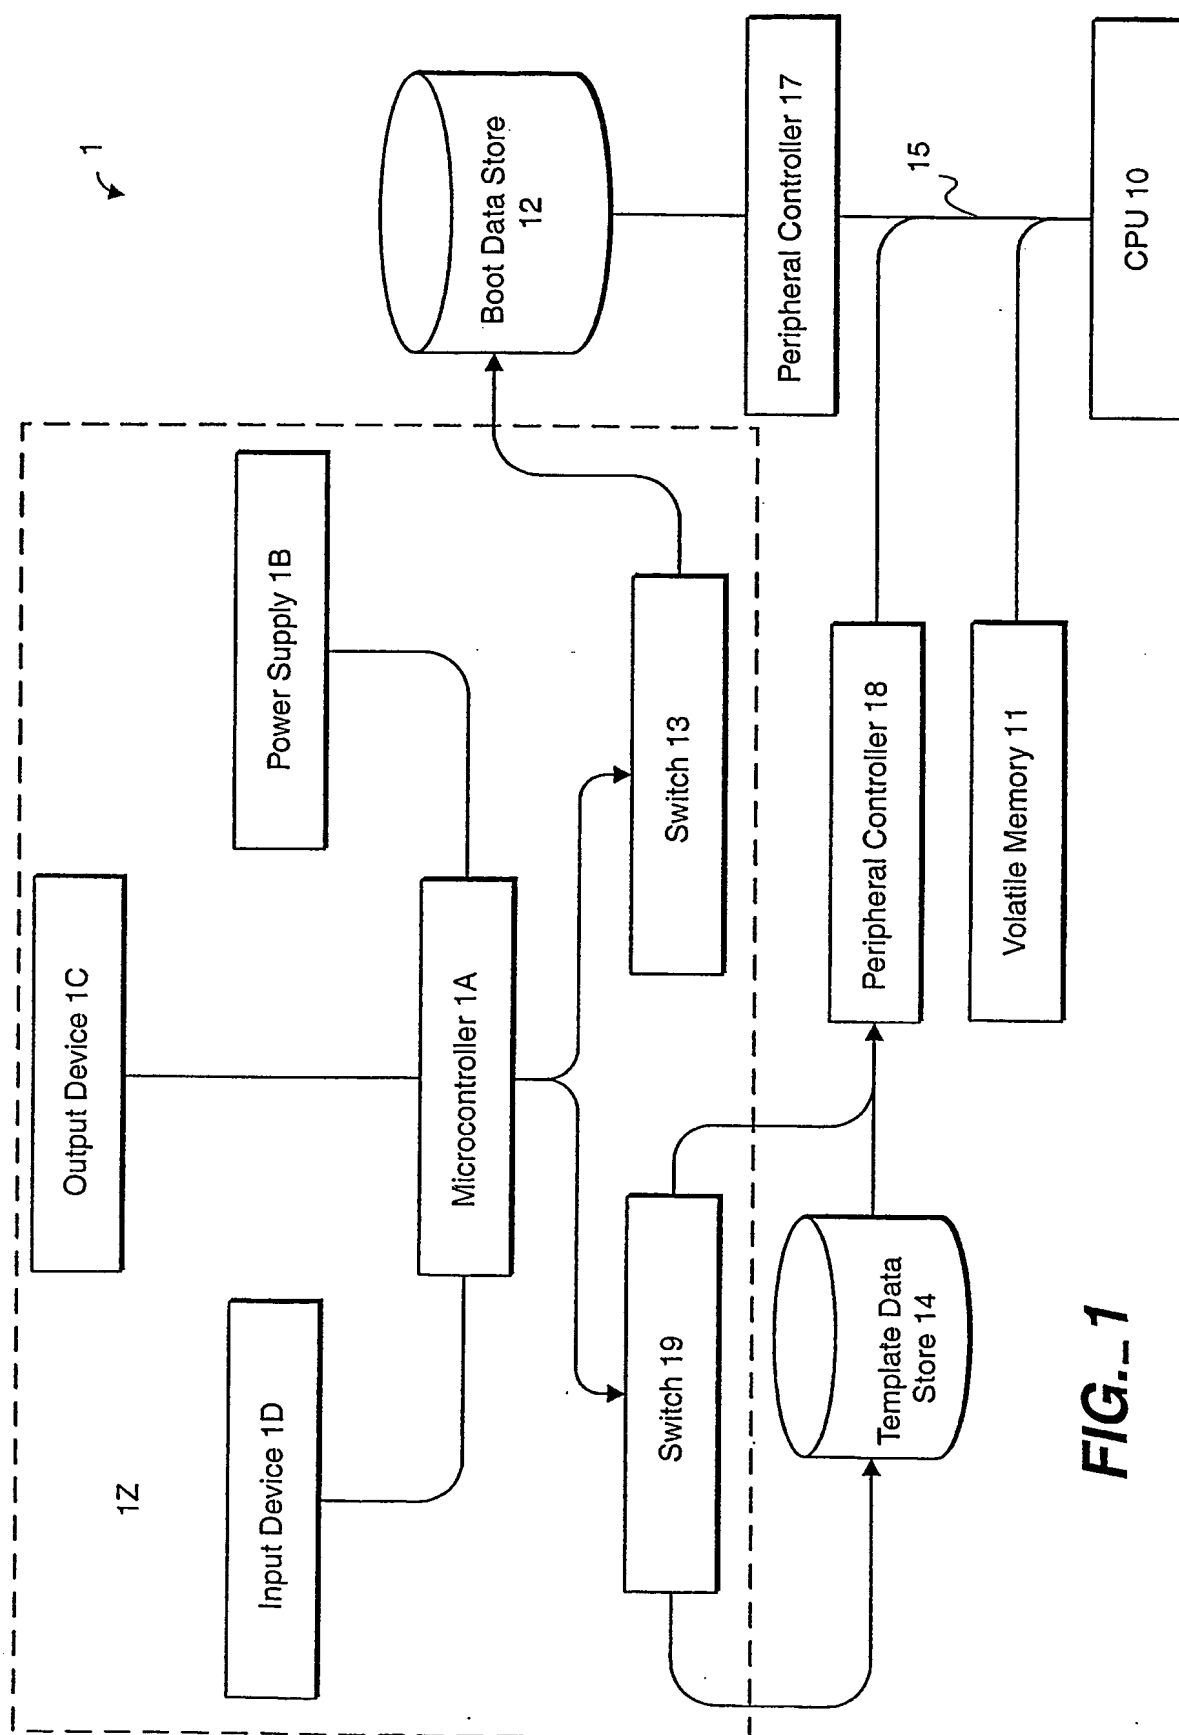 1Z
Input Device 1D
Output Device 1C
Power Supply 1B
1
Microcontroller 1A
Boot Data Store
12
Switch 19
Switch 13
Template Data
Store 14
Peripheral Controller 17
Peripheral Controller 18
15
Volatile Memory 11
CPU 10
FIG._1